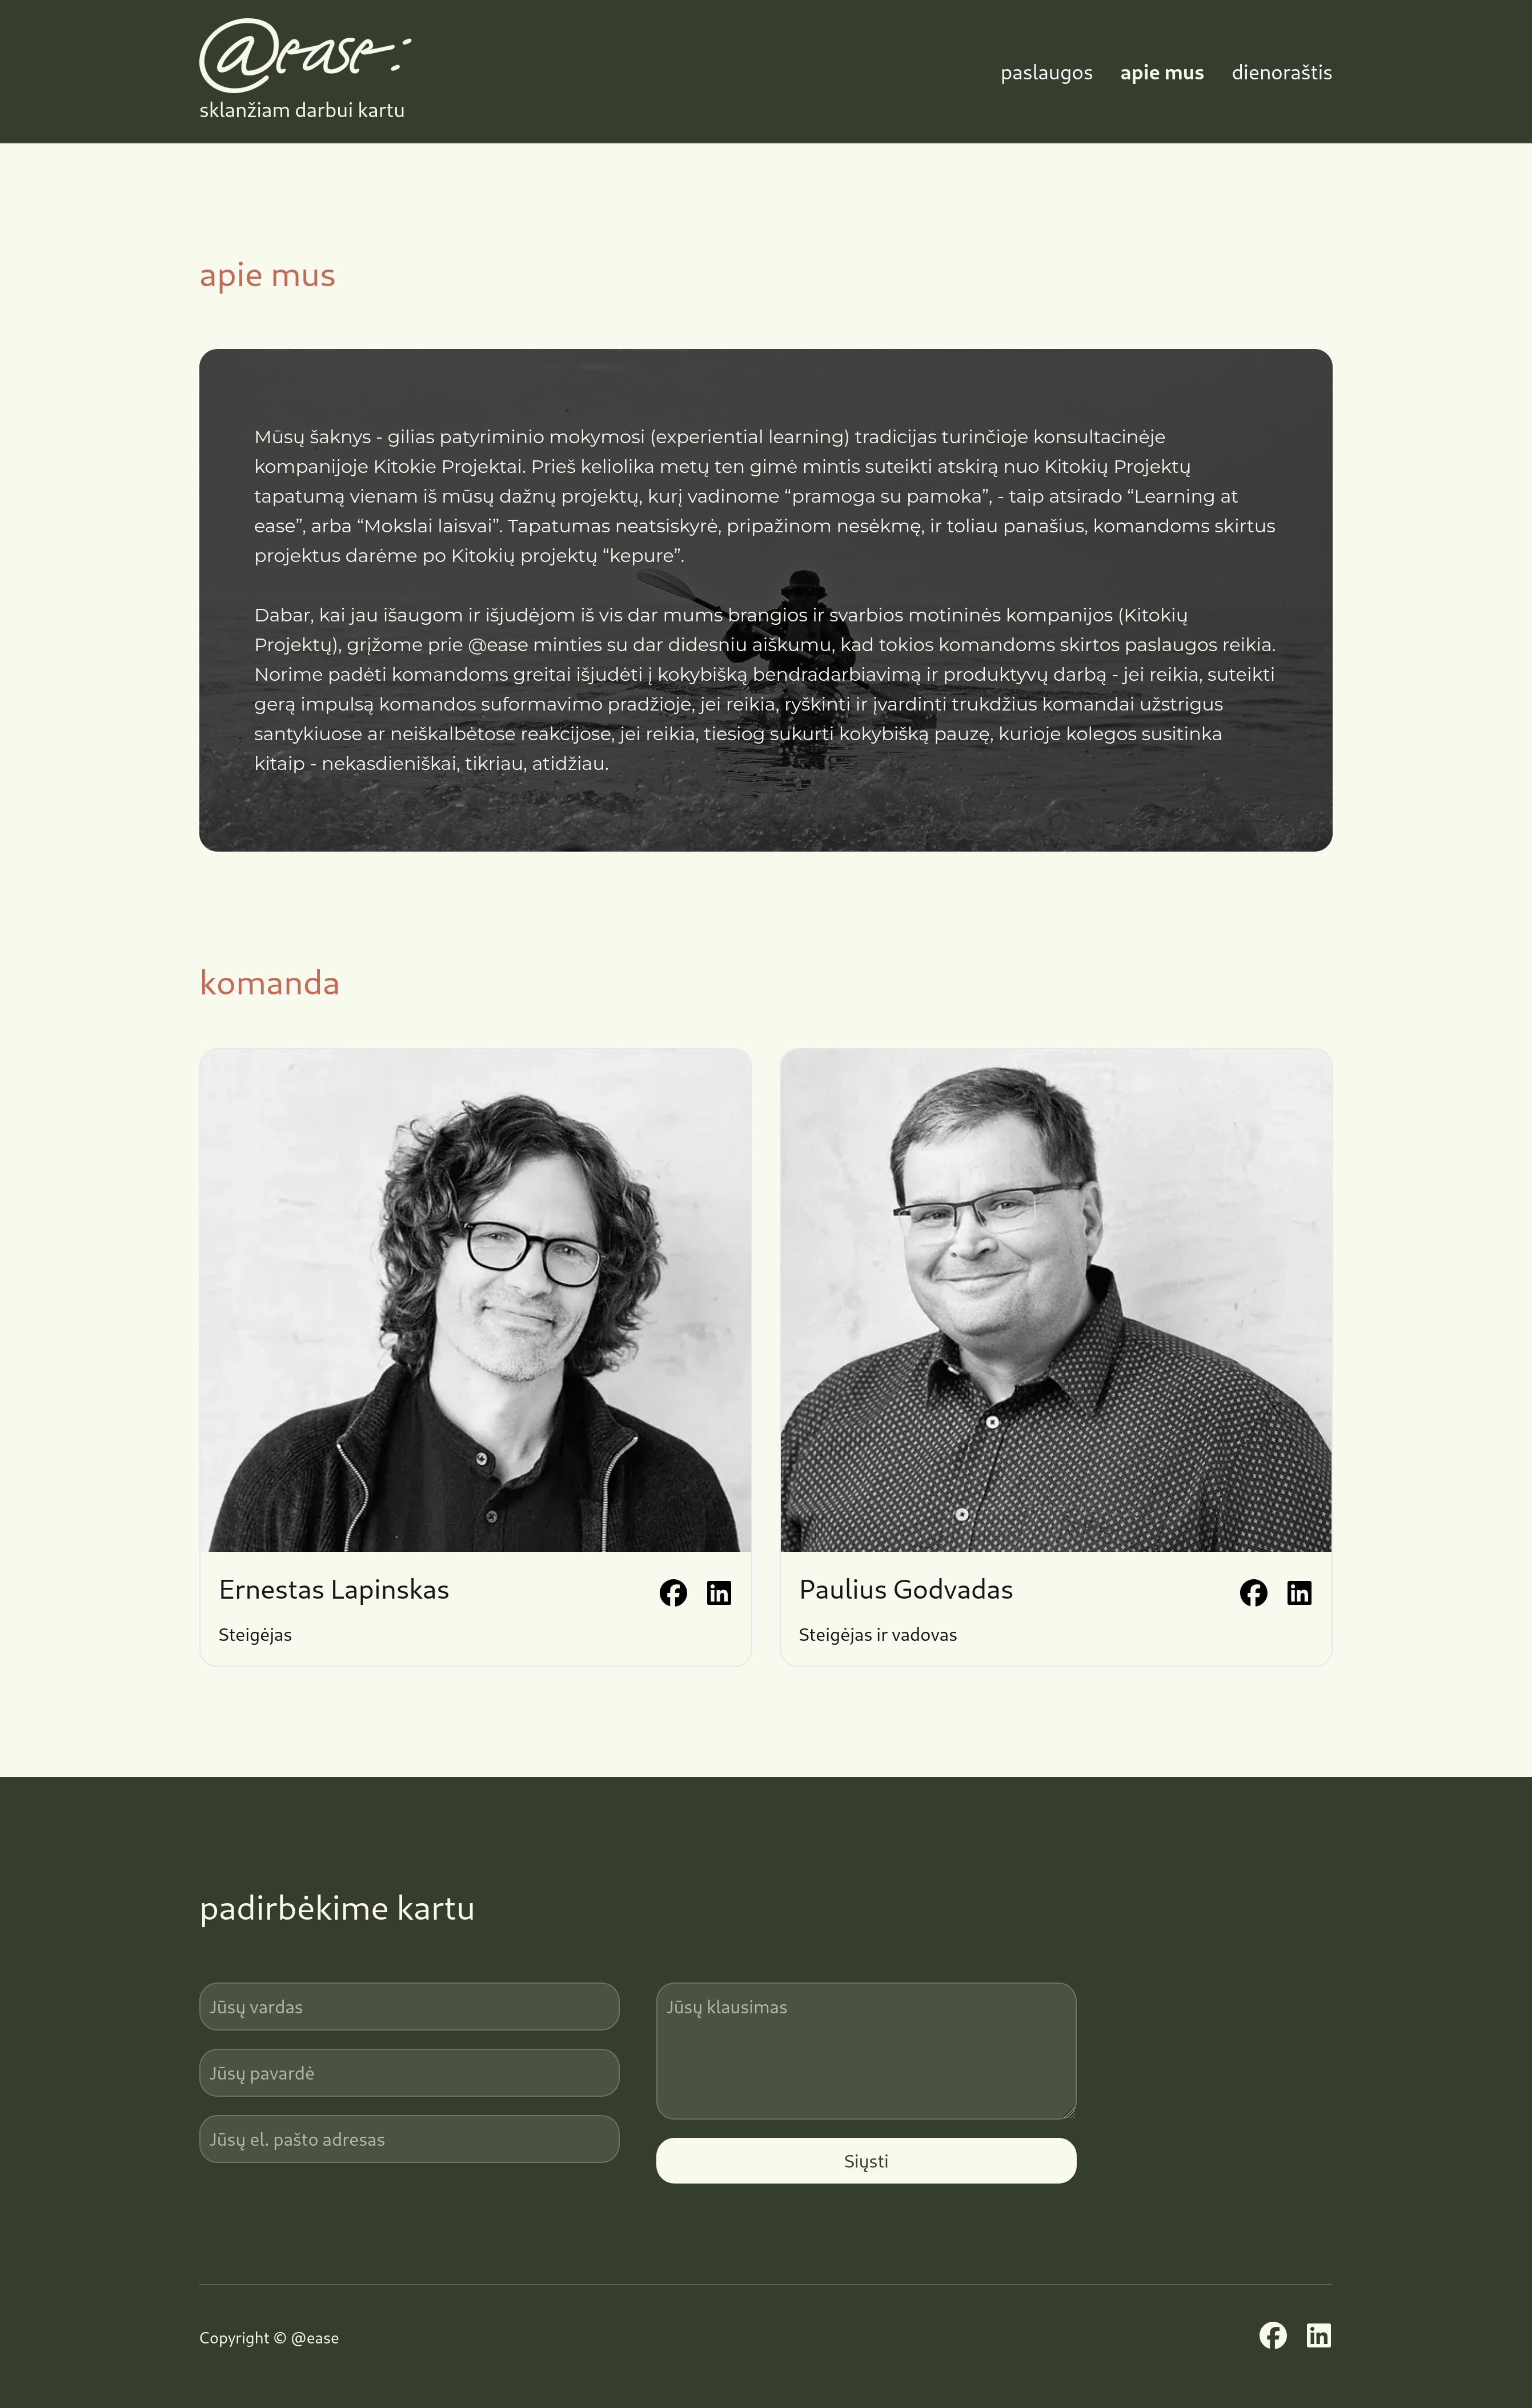 @ease:
sklanžiam darbui kartu
paslaugos apie mus dienoraštis
apie mus
Mūsų šaknys - gilias patyriminio mokymosi (experiential learning) tradicijas turinčioje konsultacinėje
kompanijoje Kitokie Projektai. Prieš keliolika metų ten gimė mintis suteikti atskirą nuo Kitokių Projektų
tapatumą vienam iš mūsų dažnų projektų, kurį vadinome “pramoga su pamoka”, - taip atsirado “Learning at
ease”, arba “Mokslai laisvai”. Tapatumas neatsiskyrė, pripažinom nesėkmę, ir toliau panašius, komandoms skirtus
projektus darėme po Kitokių projektų “kepure”.
Dabar, kai jau išaugom ir išjudėjom iš vis dar mums brangios ir svarbios motininės kompanijos (Kitokių
Projektų), grįžome prie @ease minties su dar didesniu aiškumu, kad tokios komandoms skirtos paslaugos reikia.
Norime padėti komandoms greitai išjudėti į kokybišką bendradarbiavimą ir produktyvų darbą - jei reikia, suteikti
gerą impulsą komandos suformavimo pradžioje, jei reikia, ryškinti ir įvardinti trukdžius komandai užstrigus
santykiuose ar neiškalbėtose reakcijose, jei reikia, tiesiog sukurti kokybišką pauzę, kurioje kolegos susitinka
kitaip - nekasdieniškai, tikriau, atidžiau.
komanda
Ernestas Lapinskas
Steigėjas
Paulius Godvadas
Steigėjas ir vadovas
padirbėkime kartu
Jūsų vardas
Jūsų pavardė
Jūsų el. pašto adresas
Jūsų klausimas
Siųsti
Copyright © @ease